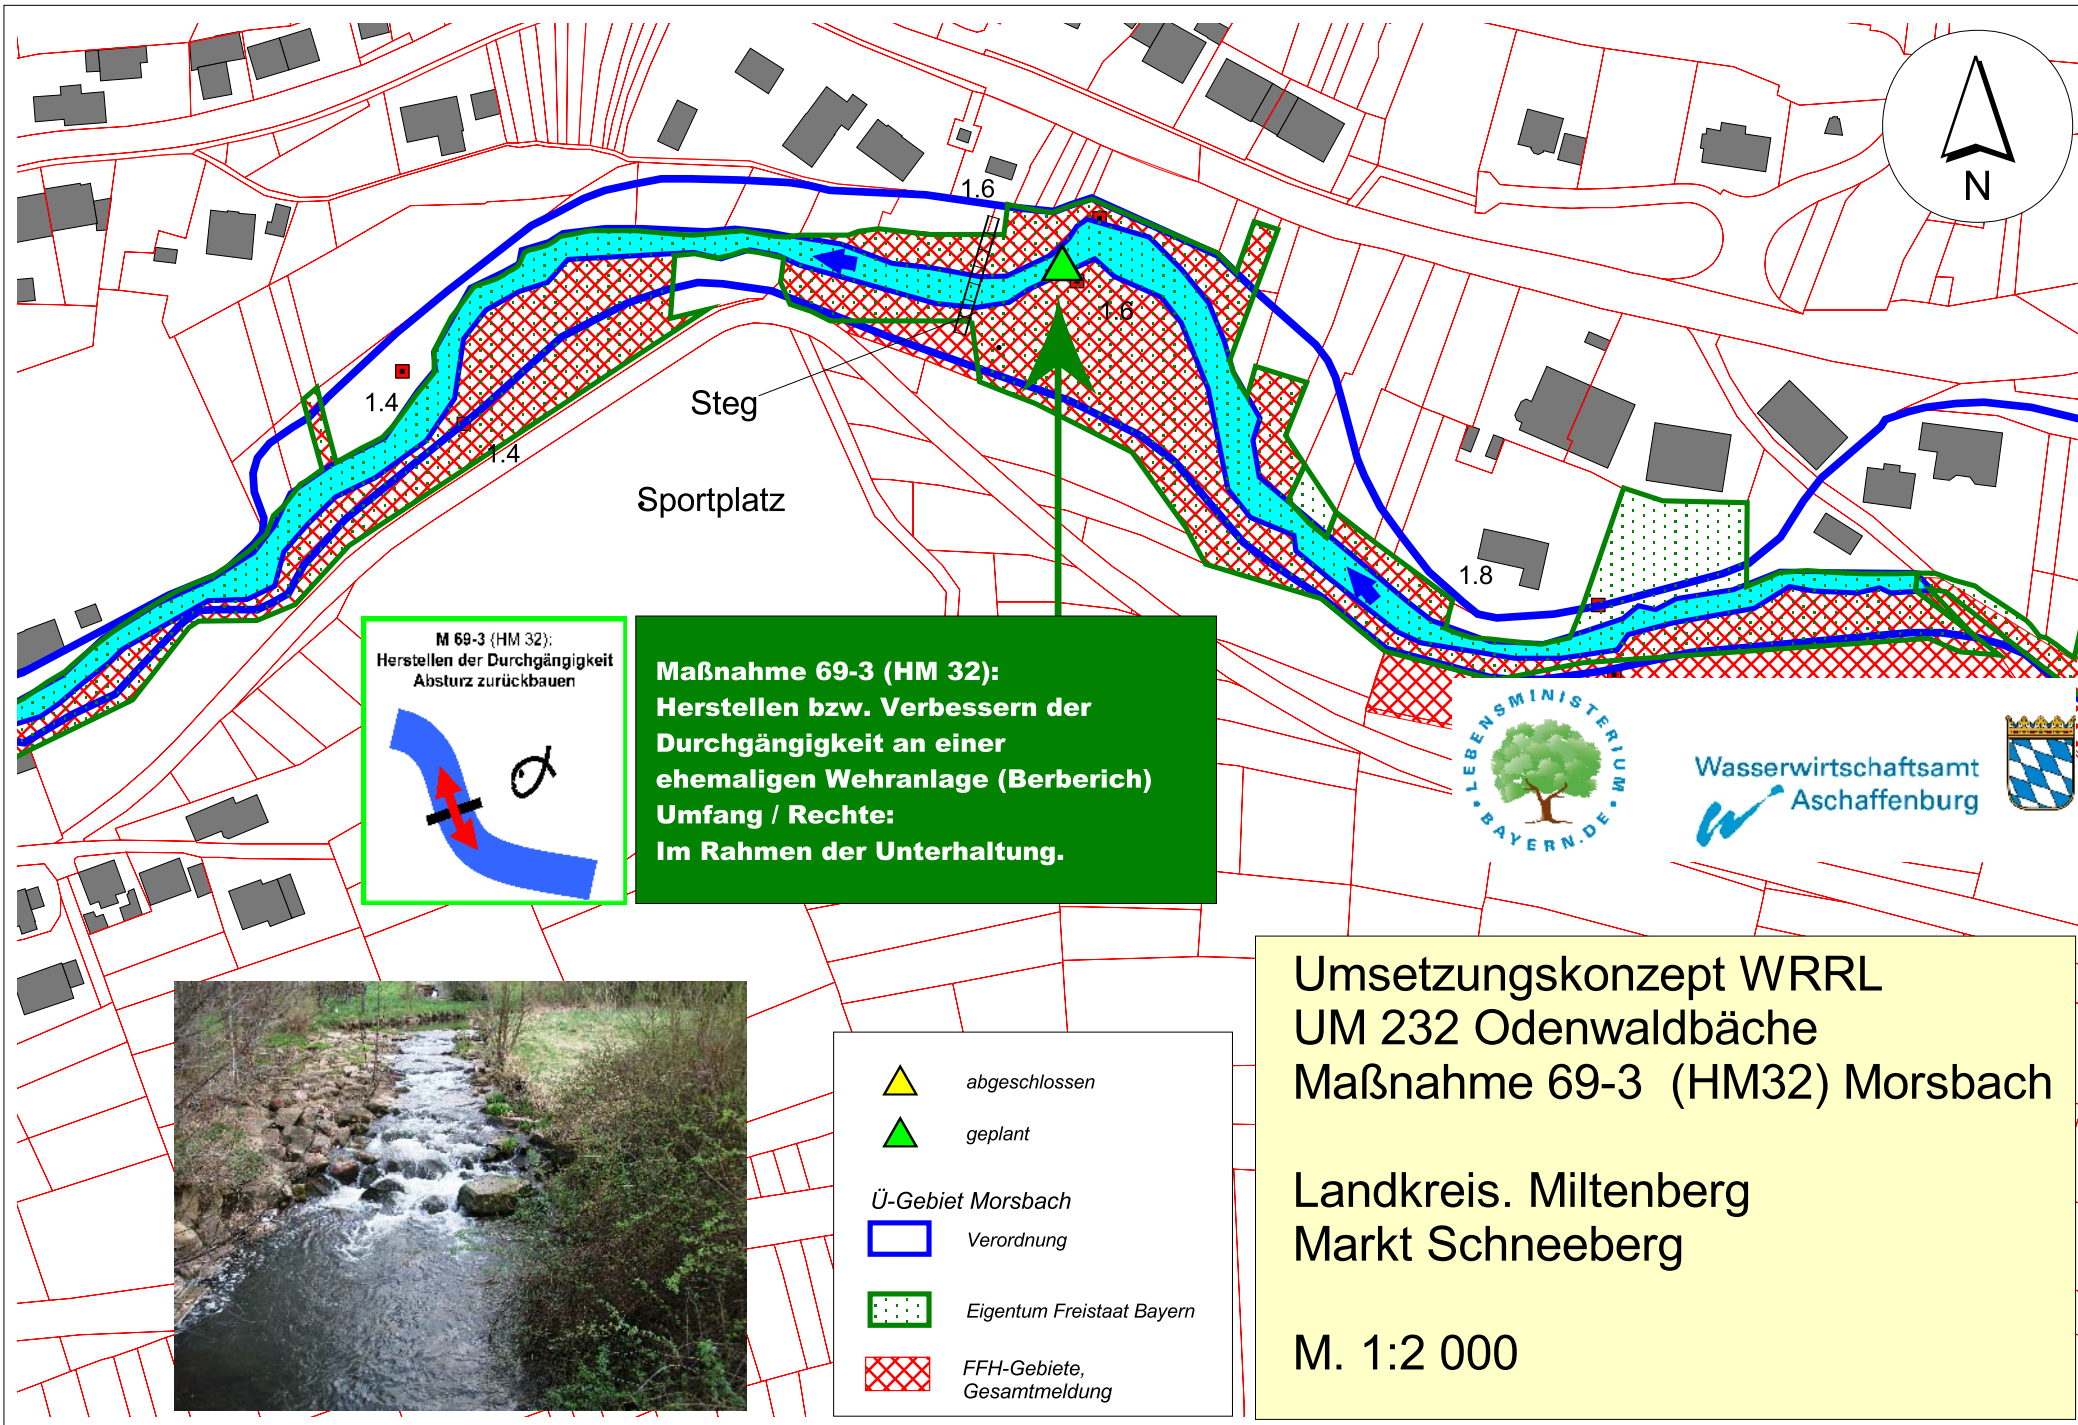 1.6
N
1.6
1.4
Steg
1.4
Sportplatz
1.8
M 69-3 (HM 32):
Herstellen der Durchgängigkeit
Absturz zurückbauen
Maßnahme 69-3 (HM 32):
Herstellen bzw. Verbessern der
Durchgängigkeit an einer
ehemaligen Wehranlage (Berberich)
Umfang / Rechte:
Im Rahmen der Unterhaltung.
LEBENSMINISTERIUM
BAYERN.DE
Wasserwirtschaftsamt
Aschaffenburg
abgeschlossen
geplant
Ü-Gebiet Morsbach
Verordnung
Eigentum Freistaat Bayern
FFH-Gebiete,
Gesamtmeldung
Umsetzungskonzept WRRL
UM 232 Odenwaldbäche
Maßnahme 69-3 (HM32) Morsbach
Landkreis. Miltenberg
Markt Schneeberg
M. 1:2 000